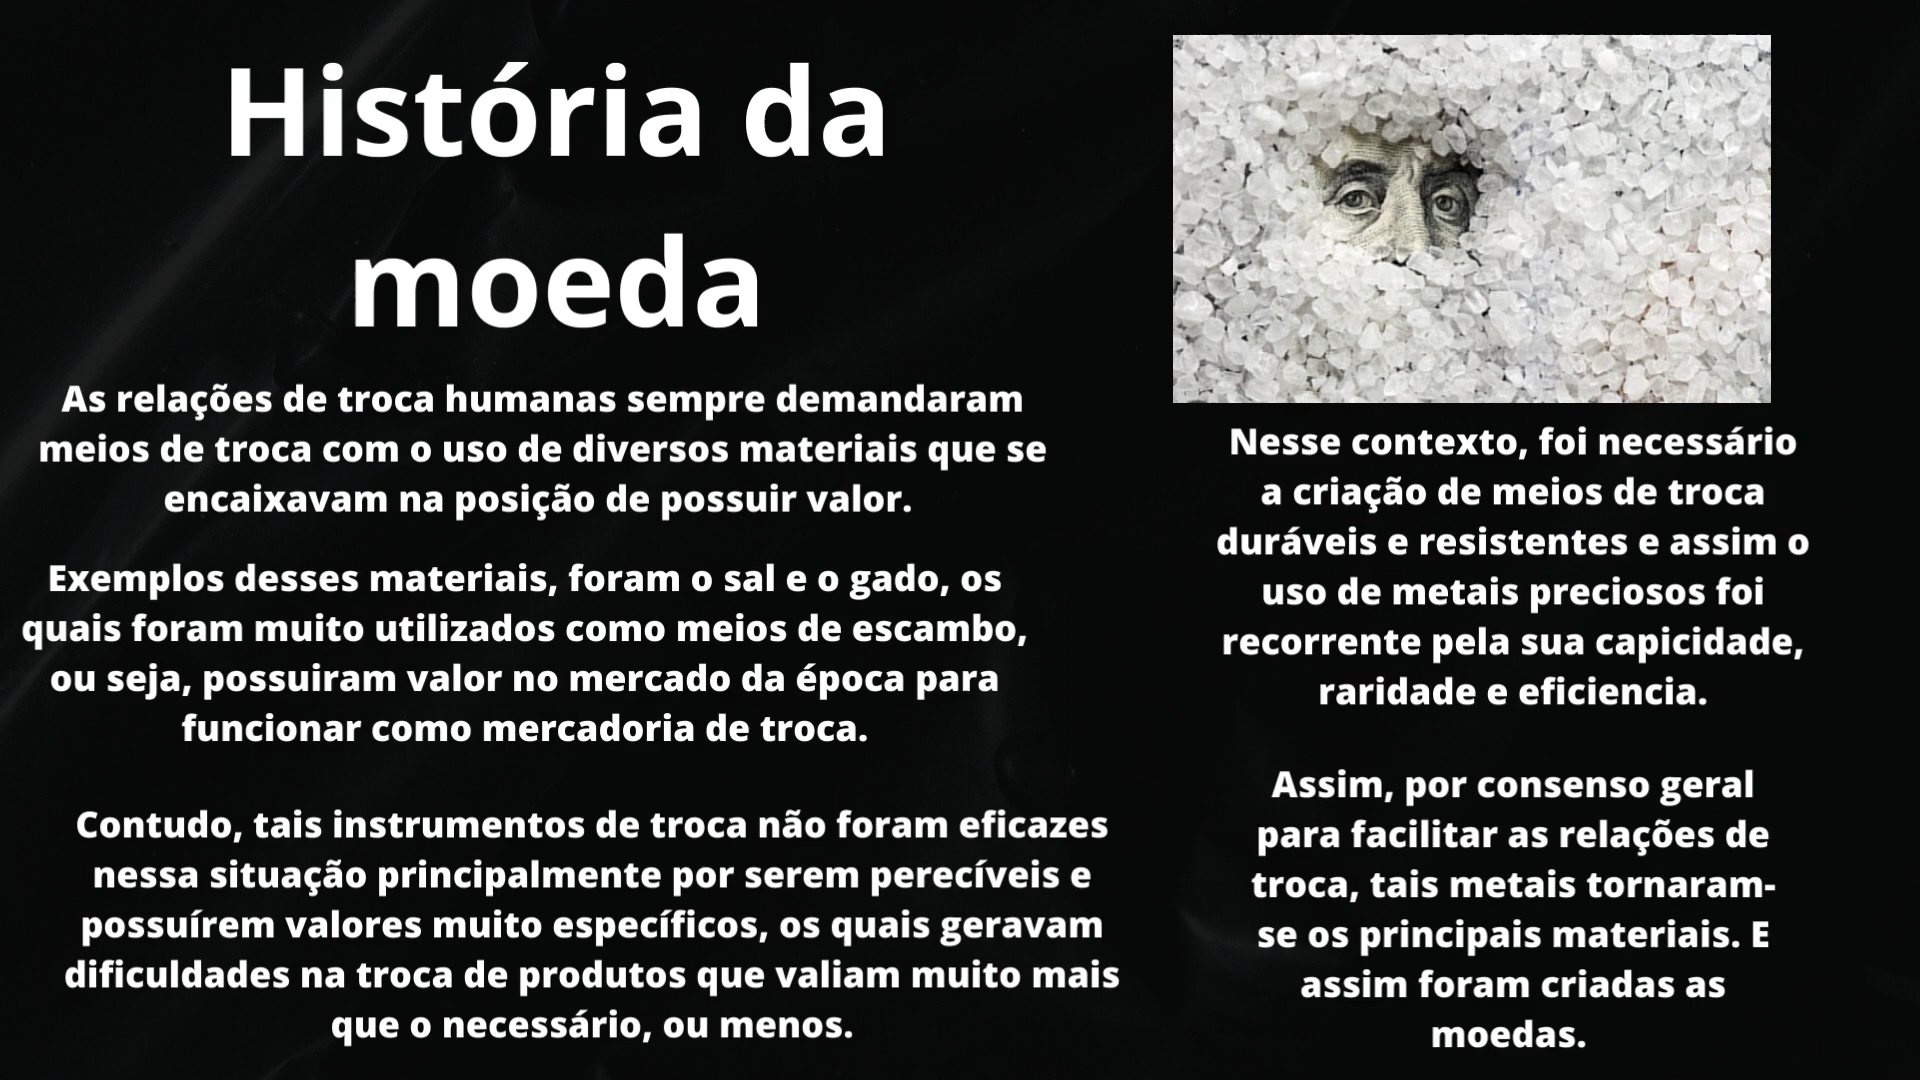 História da
moeda
As relações de troca humanas sempre demandaram
meios de troca com o uso de diversos materiais que se
encaixavam na posição de possuir valor.
Exemplos desses materiais, foram o sal e o gado, os
quais foram muito utilizados como meios de escambo,
ou seja, possuiram valor no mercado da época para
funcionar como mercadoria de troca.
Contudo, tais instrumentos de troca não foram eficazes
nessa situação principalmente por serem perecíveis e
possuírem valores muito específicos, os quais geravam
dificuldades na troca de produtos que valiam muito mais
que o necessário, ou menos.
Nesse contexto, foi necessário
a criação de meios de troca
duráveis e resistentes e assim o
uso de metais preciosos foi
recorrente pela sua capicidade,
raridade e eficiencia.
Assim, por consenso geral
para facilitar as relações de
troca, tais metais tornaram-
se os principais materiais. E
assim foram criadas as
moedas.